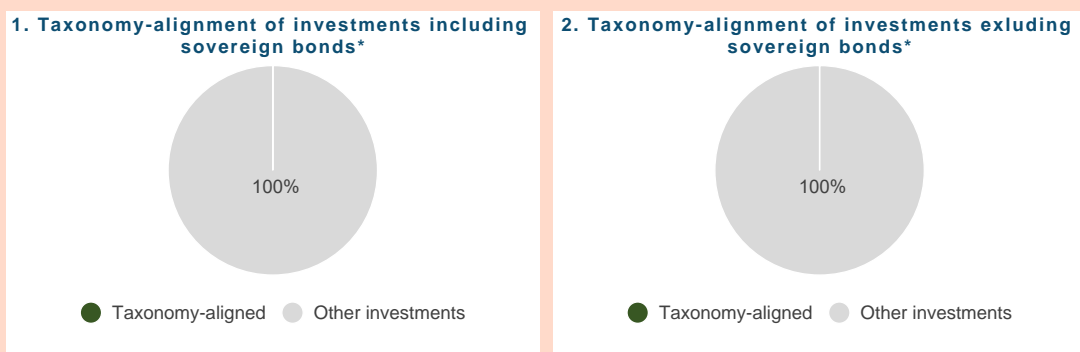 1. Taxonomy-alignment of investments including
sovereign bonds*
100%
Taxonomy-aligned
Other investments
2. Taxonomy-alignment of investments exluding
sovereign bonds*
100%
Taxonomy-aligned
Other investments